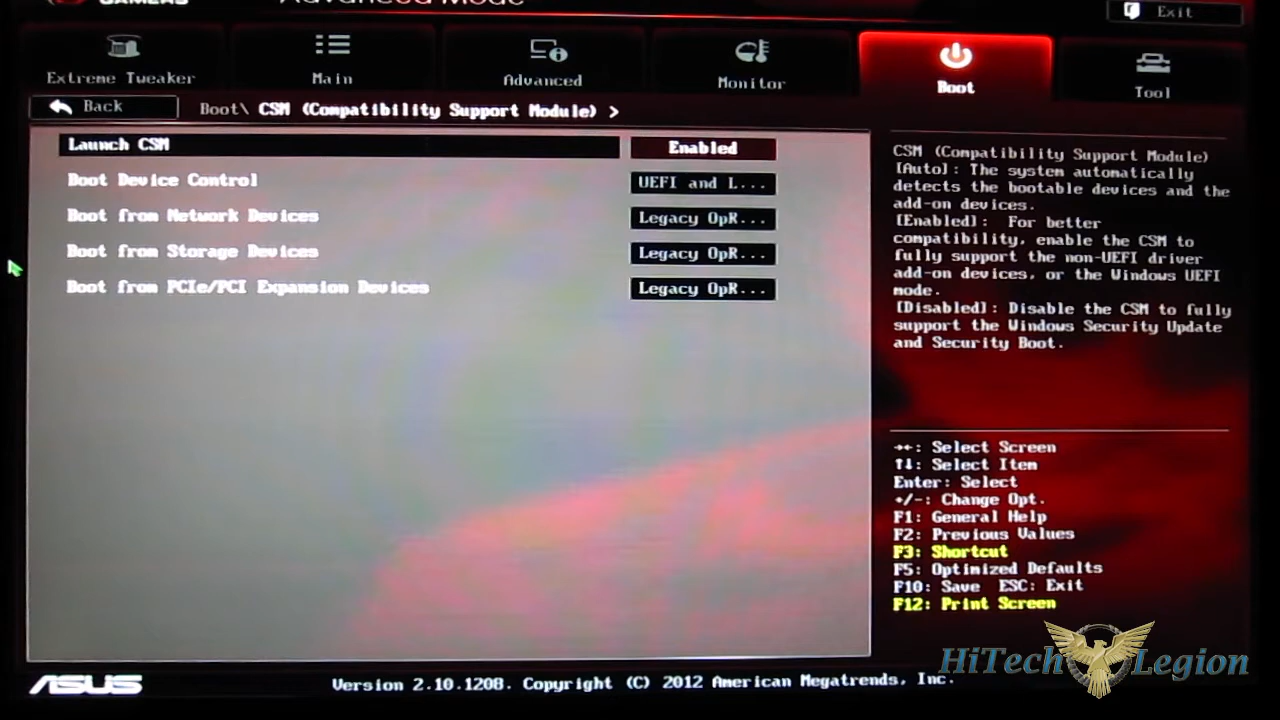 GAMERS
Advanced Mode
Exit
Extreme Tweaker
Main
Advanced
Monitor
Boot
Tool
Back
Boot\ CSM (Compatibility Support Module) >
Launch CSM
Enabled
Boot Device Control
UEFI and L...
Boot from Network Devices
Legacy OpR...
Boot from Storage Devices
Legacy OpR...
Boot from PCIe/PCI Expansion Devices
Legacy OpR...
CSM (Compatibility Support Module)
[Auto]: The system automatically
detects the bootable devices and the
add-on devices.
[Enabled]: For better
compatibility, enable the CSM to
fully support the non-UEFI driver
add-on devices, or the Windows UEFI
mode.
[Disabled]: Disable the CSM to fully
support the Windows Security Update
and Security Boot.
→←: Select Screen
↑↓: Select Item
Enter: Select
+/-: Change Opt.
F1: General Help
F2: Previous Values
F3: Shortcut
F5: Optimized Defaults
F10: Save ESC: Exit
F12: Print Screen
HiTech Legion
ASUS
Version 2.10.1208. Copyright (C) 2012 American Megatrends, Inc.